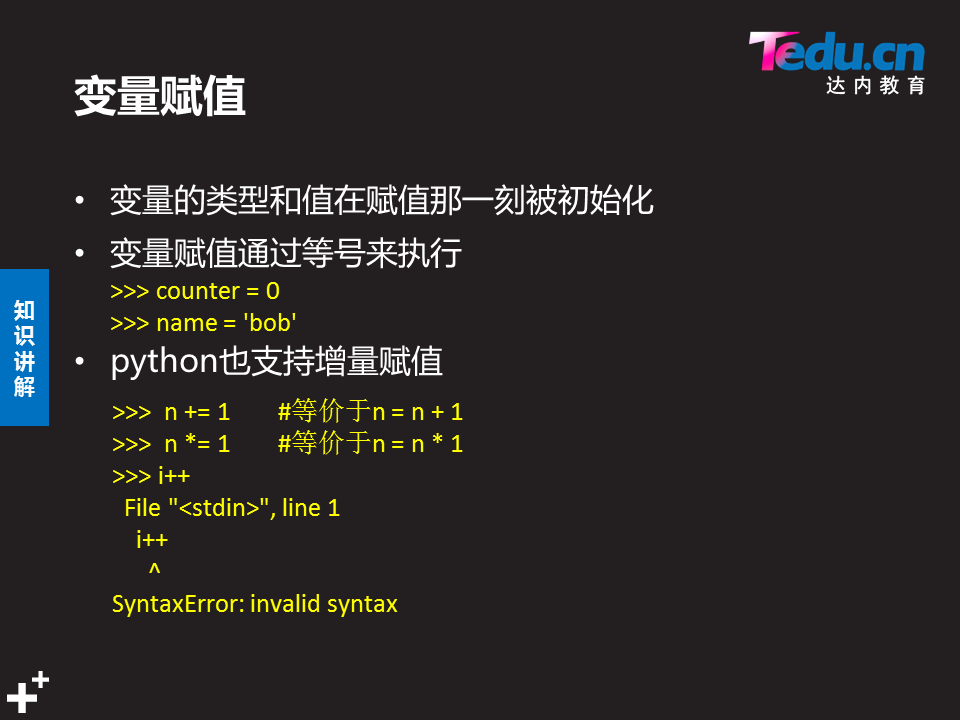 Tedu.cn
达内教育
变量赋值
• 变量的类型和值在赋值那一刻被初始化
• 变量赋值通过等号来执行
>>> counter = 0
>>> name = 'bob'
• python也支持增量赋值
>>> n += 1 #等价于n = n + 1
>>> n *= 1 #等价于n = n * 1
>>> i++
File "<stdin>", line 1
i++
^
SyntaxError: invalid syntax
知识讲解